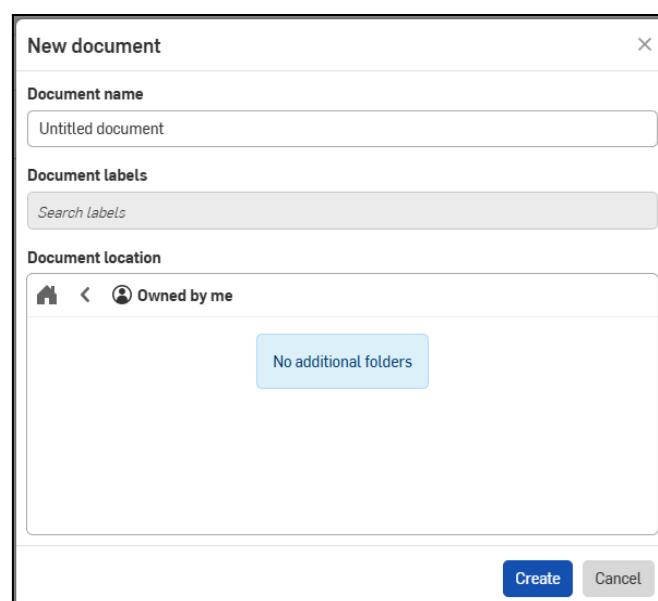 New document
Document name
Untitled document
Document labels
Search labels
Document location
Owned by me
No additional folders
Create Cancel